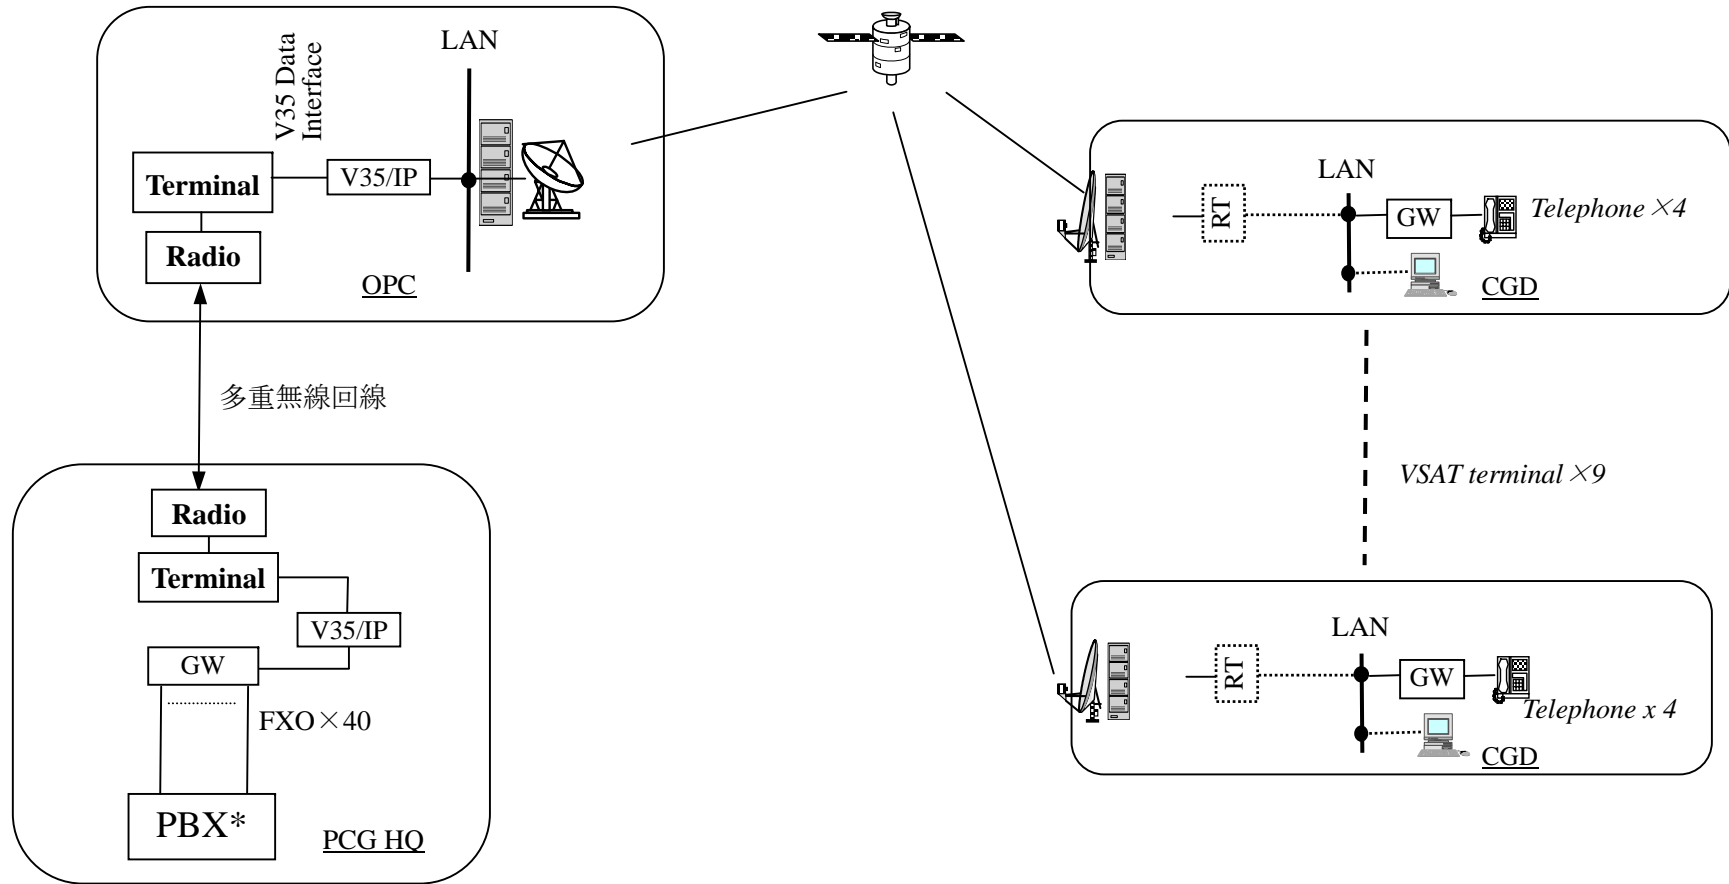 V35 Data
Interface
LAN
Terminal
V35/IP
Radio
OPC
多重無線回線
Radio
Terminal
V35/IP
GW
FXO×40
PBX*
PCG HQ
LAN
RT
GW
Telephone ×4
CGD
VSAT terminal ×9
LAN
RT
GW
Telephone x 4
CGD